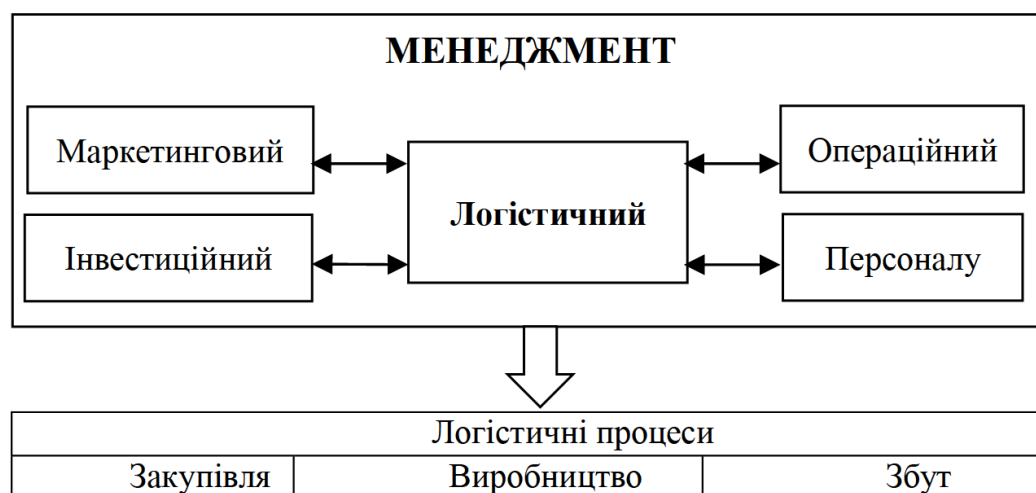 МЕНЕДЖМЕНТ
Маркетинговий
Операційний
Логістичний
Інвестиційний
Персоналу
Логістичні процеси
Закупівля
Виробництво
Збут